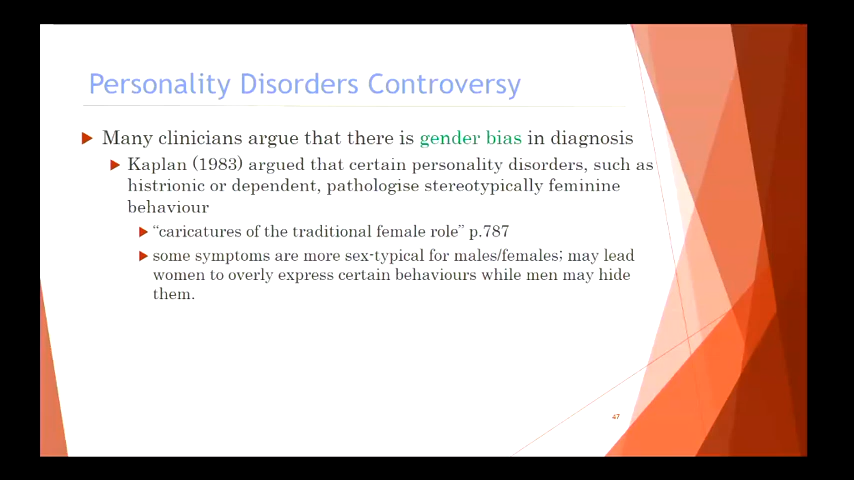 Personality Disorders Controversy
Many clinicians argue that there is gender bias in diagnosis
Kaplan (1983) argued that certain personality disorders, such as
histrionic or dependent, pathologise stereotypically feminine
behaviour
“caricatures of the traditional female role” p.787
some symptoms are more sex-typical for males/females; may lead
women to overly express certain behaviours while men may hide
them.
47